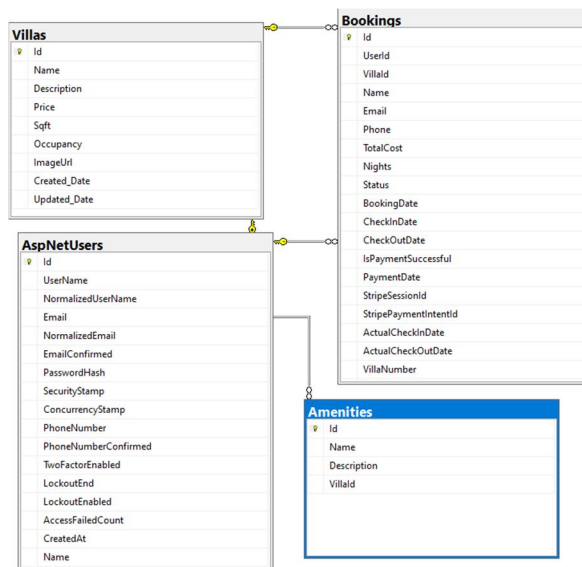 Villas
Id
Name
Description
Price
Sqft
Occupancy
ImageUrl
Created_Date
Updated_Date
Bookings
Id
UserId
VillaId
Name
Email
Phone
TotalCost
Nights
Status
BookingDate
CheckInDate
CheckOutDate
IsPaymentSuccessful
PaymentDate
StripeSessionId
StripePaymentIntentId
ActualCheckInDate
ActualCheckOutDate
VillaNumber
AspNetUsers
Id
UserName
NormalizedUserName
Email
NormalizedEmail
EmailConfirmed
PasswordHash
SecurityStamp
ConcurrencyStamp
PhoneNumber
PhoneNumberConfirmed
TwoFactorEnabled
LockoutEnd
LockoutEnabled
AccessFailedCount
CreatedAt
Name
Amenities
Id
Name
Description
VillaId